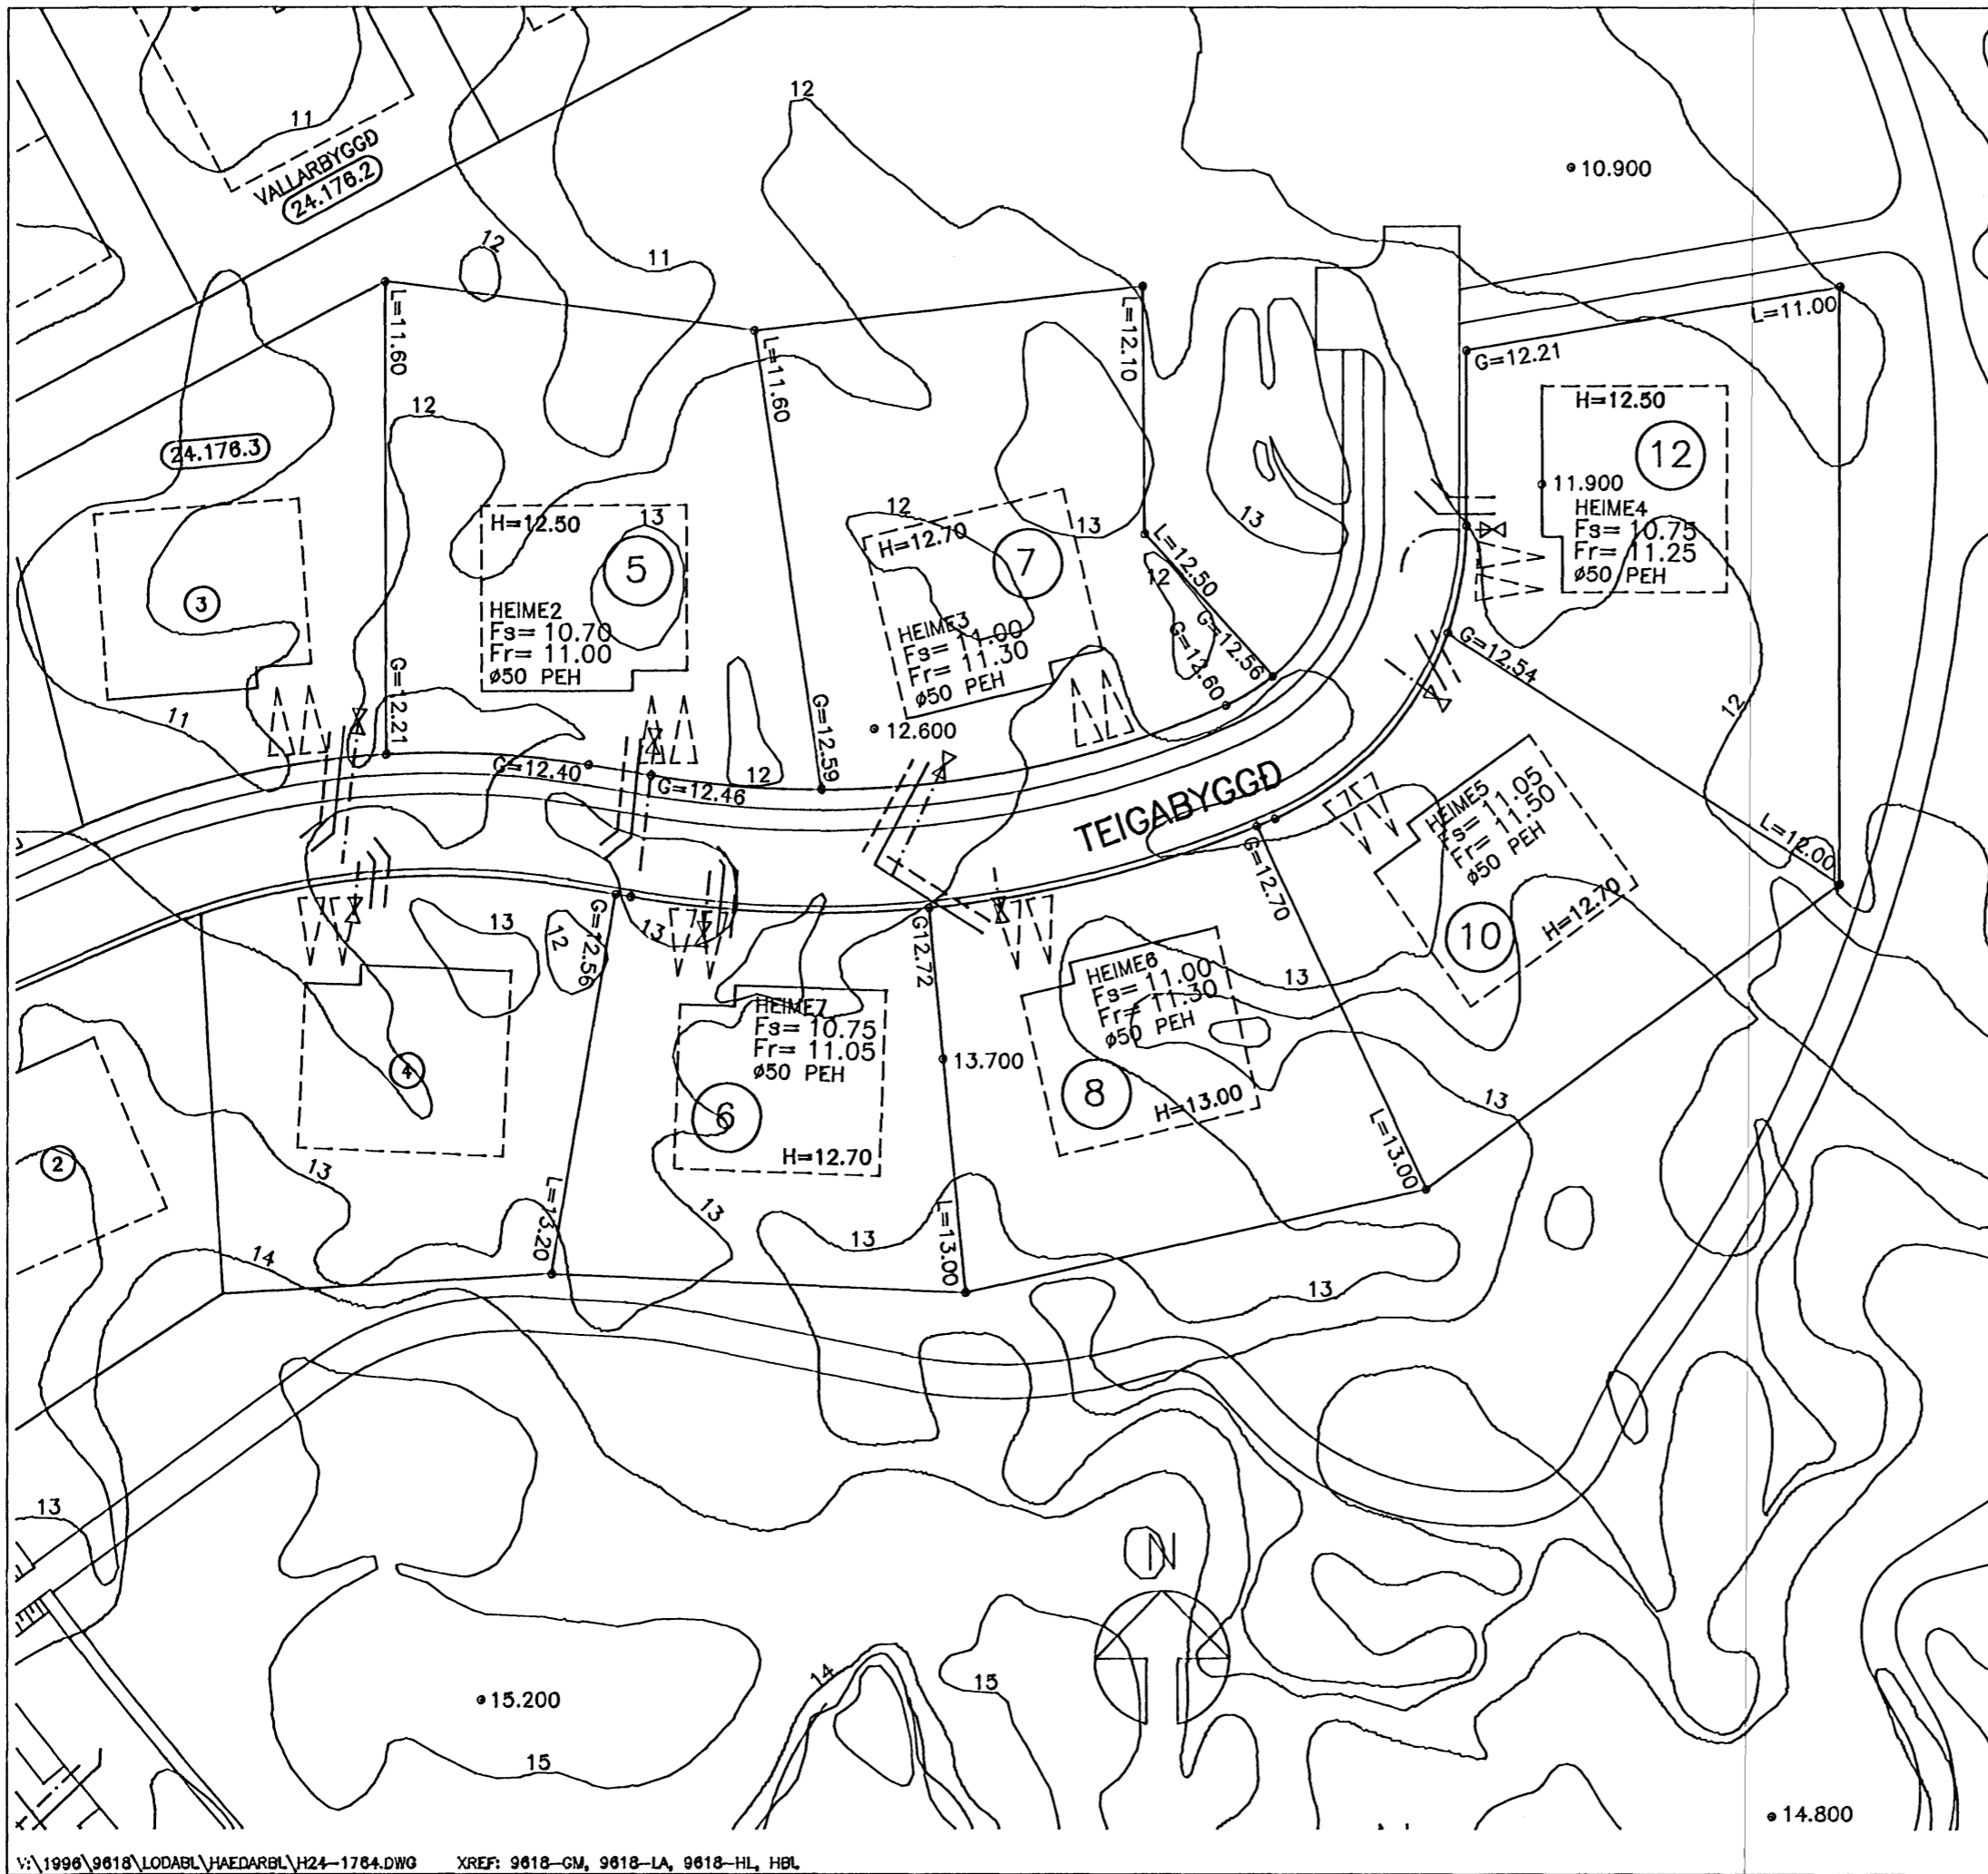 11
VALLARBYGGÐ
24.176.2
12
10.900
12
11
L=11.60
L=11.60
L=12.10
L=11.00
G=12.21
12
24.176.3
H=12.50
12
11.900
HEIME4
Fs= 10.75
Fr= 11.25
ø50 PEH
H=12.50
13
5
HEIME2
Fs= 10.70
Fr= 11.00
ø50 PEH
12
H=12.70
7
13
HEIME3
Fs= 11.00
Fr= 11.30
ø50 PEH
13
L=12.50
12
G=12.56
G=12.60
G=12.54
12
3
11
G=12.21
G=12.40
G=12.46
12
G=12.59
12.600
TEIGABYGGÐ
HEIME5
Fs= 11.05
Fr= 11.50
ø50 PEH
H=12.70
10
L=12.00
G=12.70
13
12
G=12.56
13
G12.72
HEIME6
Fs= 11.00
Fr= 11.30
ø50 PEH
13
HEIME7
Fs= 10.75
Fr= 11.05
ø50 PEH
13.700
4
6
8
H=13.00
13
H=12.70
L=13.00
2
13
L=13.20
13
13
L=13.00
14
13
13
N
14
15
15.200
15
14.800
V:\1996\9618\LODABL\HAEDARBL\H24-1764.DWG XREF: 9618-GM, 9618-LA, 9618-HL, HBL